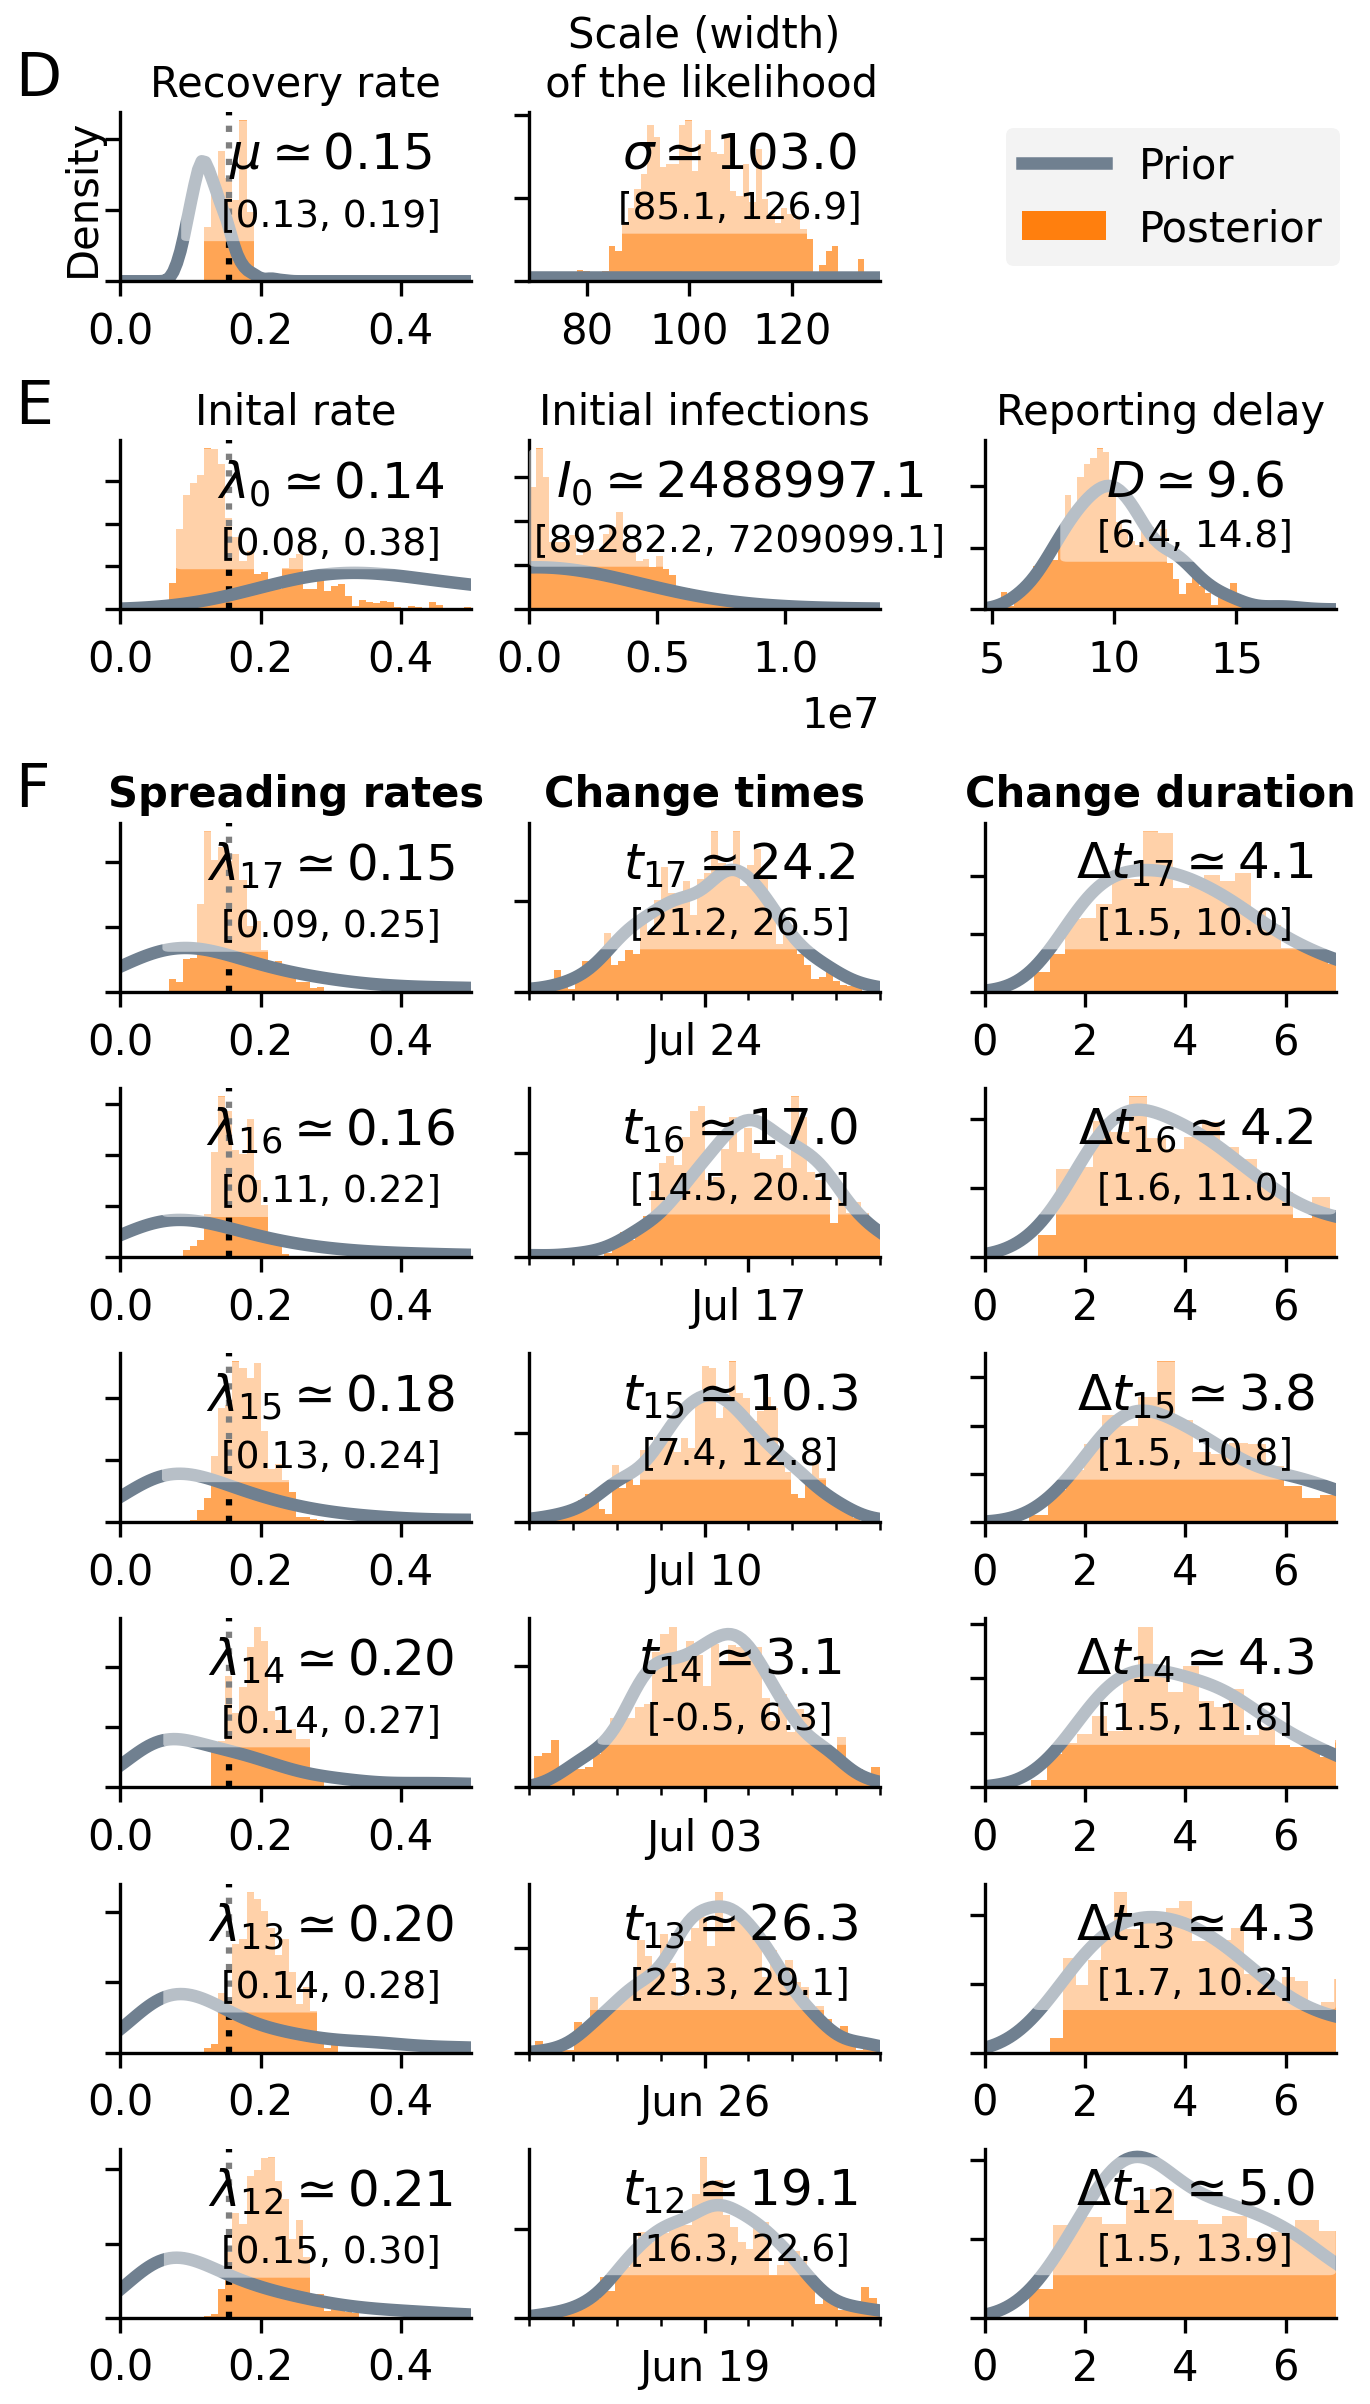 D
Recovery rate
Density
μ ≃ 0.15
[0.13, 0.19]
0.0 0.2 0.4
Scale (width)
of the likelihood
σ ≃ 103.0
[85.1, 126.9]
80 100 120
Prior
Posterior
E
Inital rate
λ0 ≃ 0.14
[0.08, 0.38]
0.0 0.2 0.4
Initial infections
I0 ≃ 2488997.1
[89282.2, 7209099.1]
0.0 0.5 1.0
1e7
Reporting delay
D ≃ 9.6
[6.4, 14.8]
5 10 15
F
Spreading rates
Change times
Change duration
λ17 ≃ 0.15
[0.09, 0.25]
0.0 0.2 0.4
t17 ≃ 24.2
[21.2, 26.5]
Jul 24
Δt17 ≃ 4.1
[1.5, 10.0]
0 2 4 6
λ16 ≃ 0.16
[0.11, 0.22]
0.0 0.2 0.4
t16 ≃ 17.0
[14.5, 20.1]
Jul 17
Δt16 ≃ 4.2
[1.6, 11.0]
0 2 4 6
λ15 ≃ 0.18
[0.13, 0.24]
0.0 0.2 0.4
t15 ≃ 10.3
[7.4, 12.8]
Jul 10
Δt15 ≃ 3.8
[1.5, 10.8]
0 2 4 6
λ14 ≃ 0.20
[0.14, 0.27]
0.0 0.2 0.4
t14 ≃ 3.1
[-0.5, 6.3]
Jul 03
Δt14 ≃ 4.3
[1.5, 11.8]
0 2 4 6
λ13 ≃ 0.20
[0.14, 0.28]
0.0 0.2 0.4
t13 ≃ 26.3
[23.3, 29.1]
Jun 26
Δt13 ≃ 4.3
[1.7, 10.2]
0 2 4 6
λ12 ≃ 0.21
[0.15, 0.30]
0.0 0.2 0.4
t12 ≃ 19.1
[16.3, 22.6]
Jun 19
Δt12 ≃ 5.0
[1.5, 13.9]
0 2 4 6